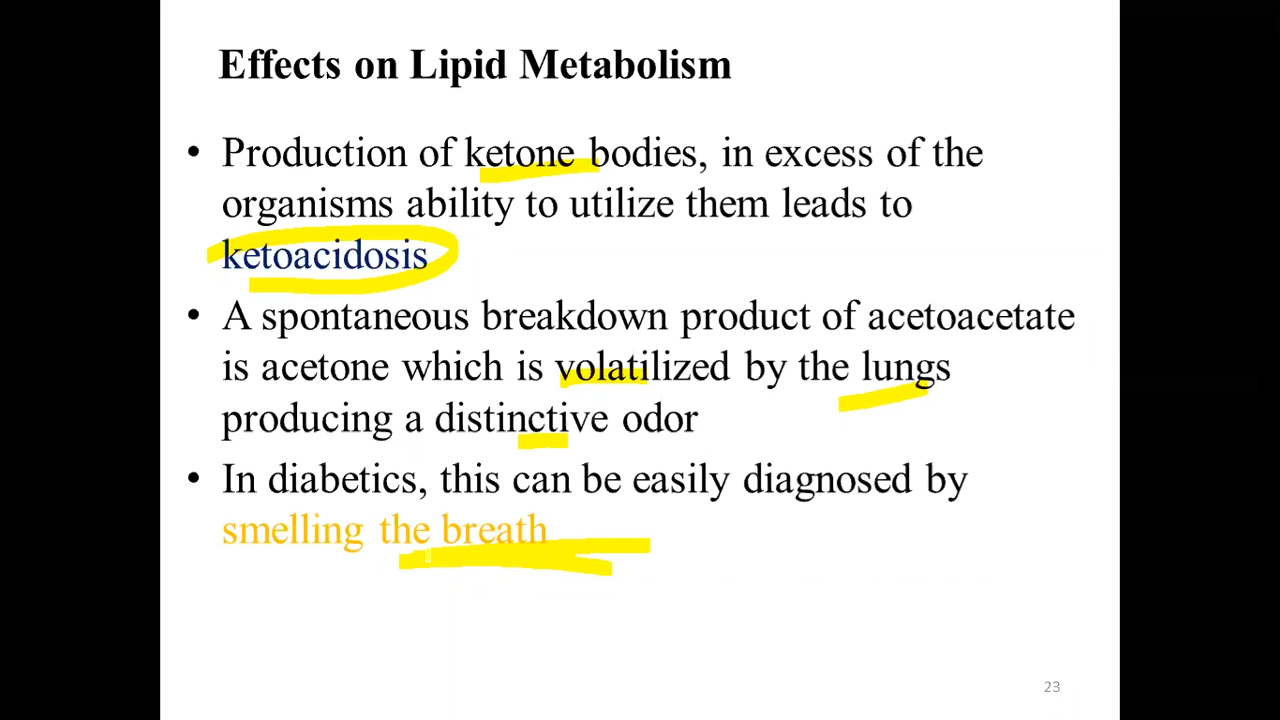 Effects on Lipid Metabolism
• Production of ketone bodies, in excess of the
organisms ability to utilize them leads to
ketoacidosis
• A spontaneous breakdown product of acetoacetate
is acetone which is volatilized by the lungs
producing a distinctive odor
• In diabetics, this can be easily diagnosed by
smelling the breath
23